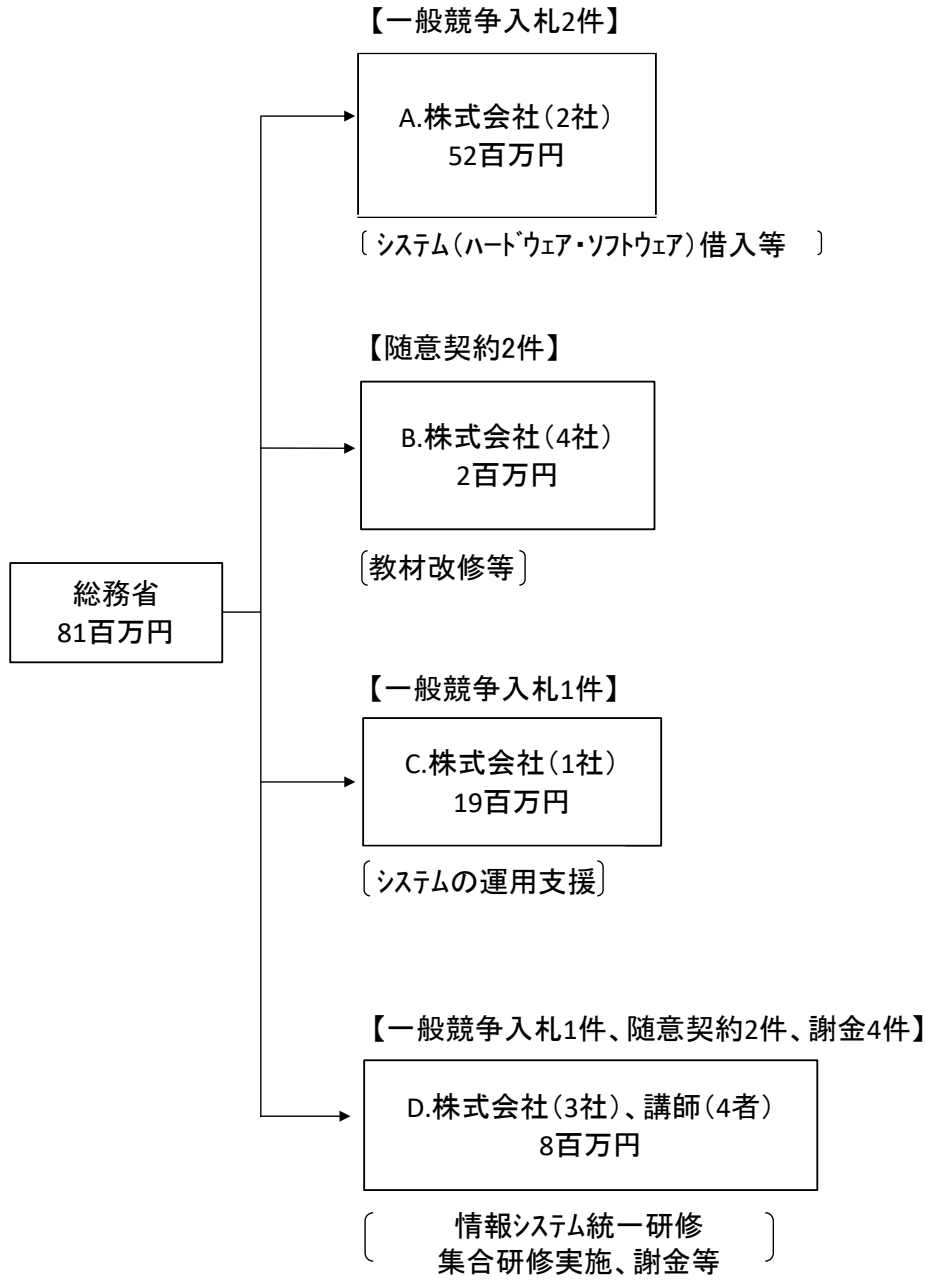 【一般競争入札2件】
A.株式会社(2社)
52百万円
〔 システム(ハードウェア・ソフトウェア)借入等 〕
【随意契約2件】
B.株式会社(4社)
2百万円
〔教材改修等〕
総務省
81百万円
【一般競争入札1件】
C.株式会社(1社)
19百万円
〔システムの運用支援〕
【一般競争入札1件、随意契約2件、謝金4件】
D.株式会社(3社)、講師(4者)
8百万円
情報システム統一研修
集合研修実施、謝金等